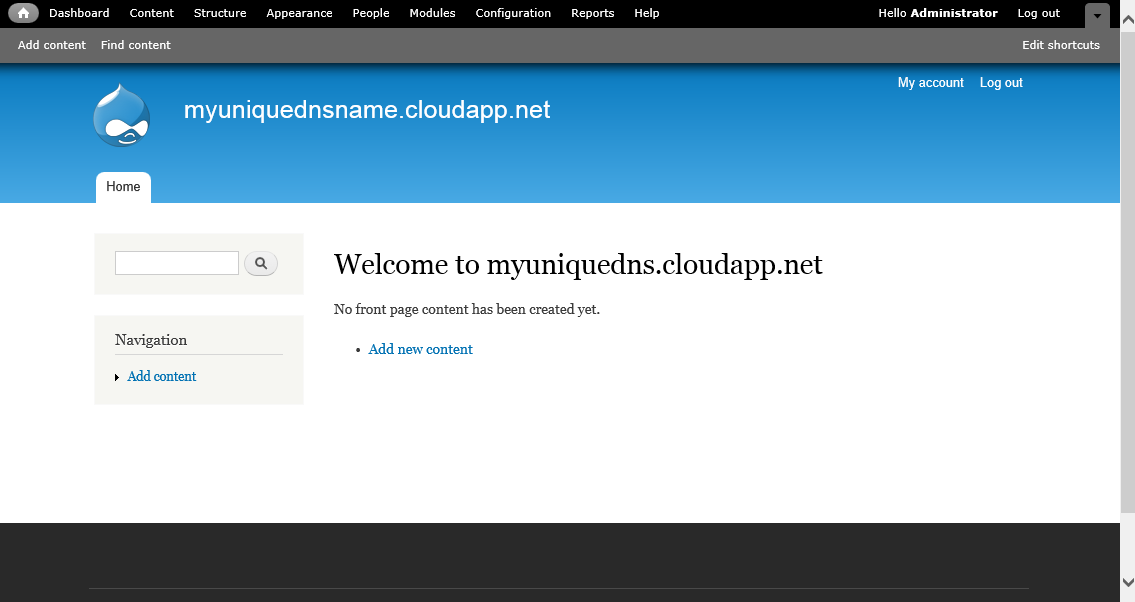 Dashboard Content Structure Appearance People Modules Configuration Reports Help Hello Administrator Log out
Add content Find content Edit shortcuts
My account Log out
myuniquednsname.cloudapp.net
Home
Welcome to myuniquedns.cloudapp.net
No front page content has been created yet.
Navigation
Add new content
Add content